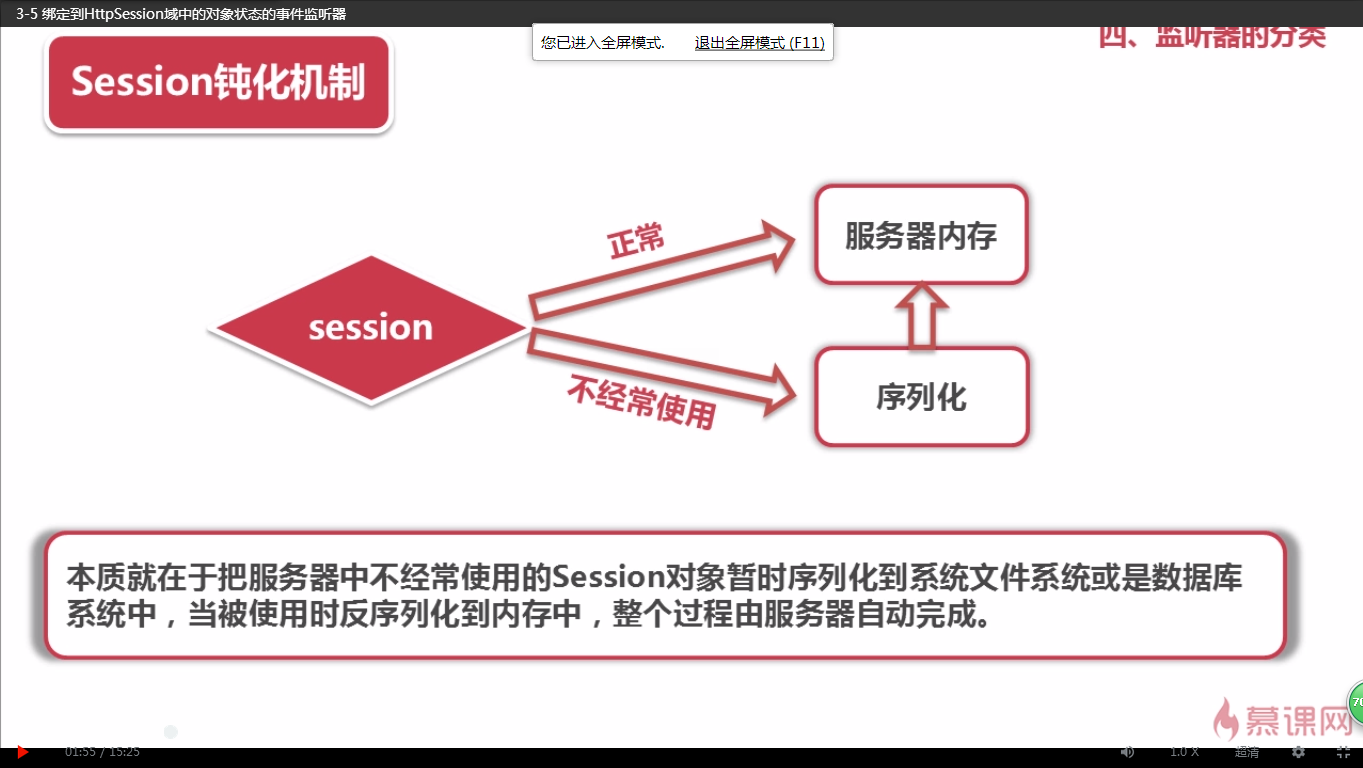 3-5 绑定到HttpSession域中的对象状态的事件监听器
您已进入全屏模式. 退出全屏模式 (F11)
四、监听器的分类
Session钝化机制
正常
服务器内存
session
不经常使用
序列化
本质就在于把服务器中不经常使用的Session对象暂时序列化到系统文件系统或是数据库
系统中，当被使用时反序列化到内存中，整个过程由服务器自动完成。
70
慕课网
01:55 / 15:25
1.0 X
超清